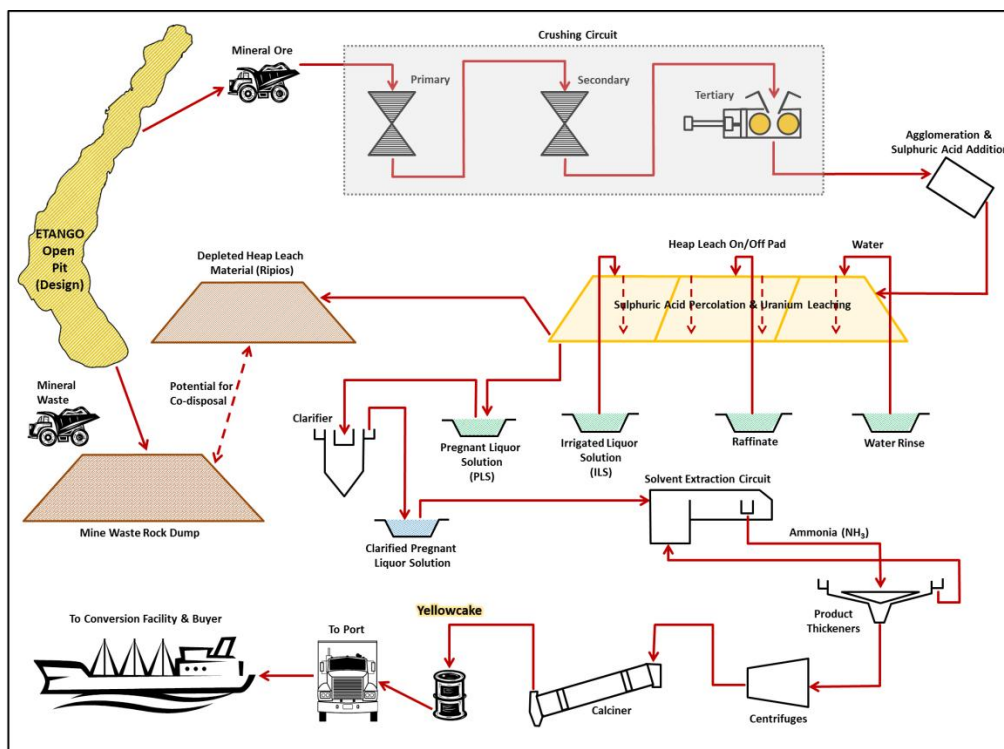 Crushing Circuit
Mineral Ore
Primary
Secondary
Tertiary
Agglomeration &
Sulphuric Acid Addition
ETANGO
Open
Pit
(Design)
Depleted Heap Leach
Material (Ripios)
Heap Leach On/Off Pad
Water
Sulphuric Acid Percolation & Uranium Leaching
Mineral
Waste
Potential for
Co-disposal
Clarifier
Pregnant Liquor
Solution
(PLS)
Irrigated Liquor
Solution (ILS)
Raffinate
Water Rinse
Mine Waste Rock Dump
Clarified Pregnant
Liquor Solution
Solvent Extraction Circuit
Ammonia (NH₃)
Product
Thickeners
To Conversion Facility & Buyer
To Port
Yellowcake
Calciner
Centrifuges